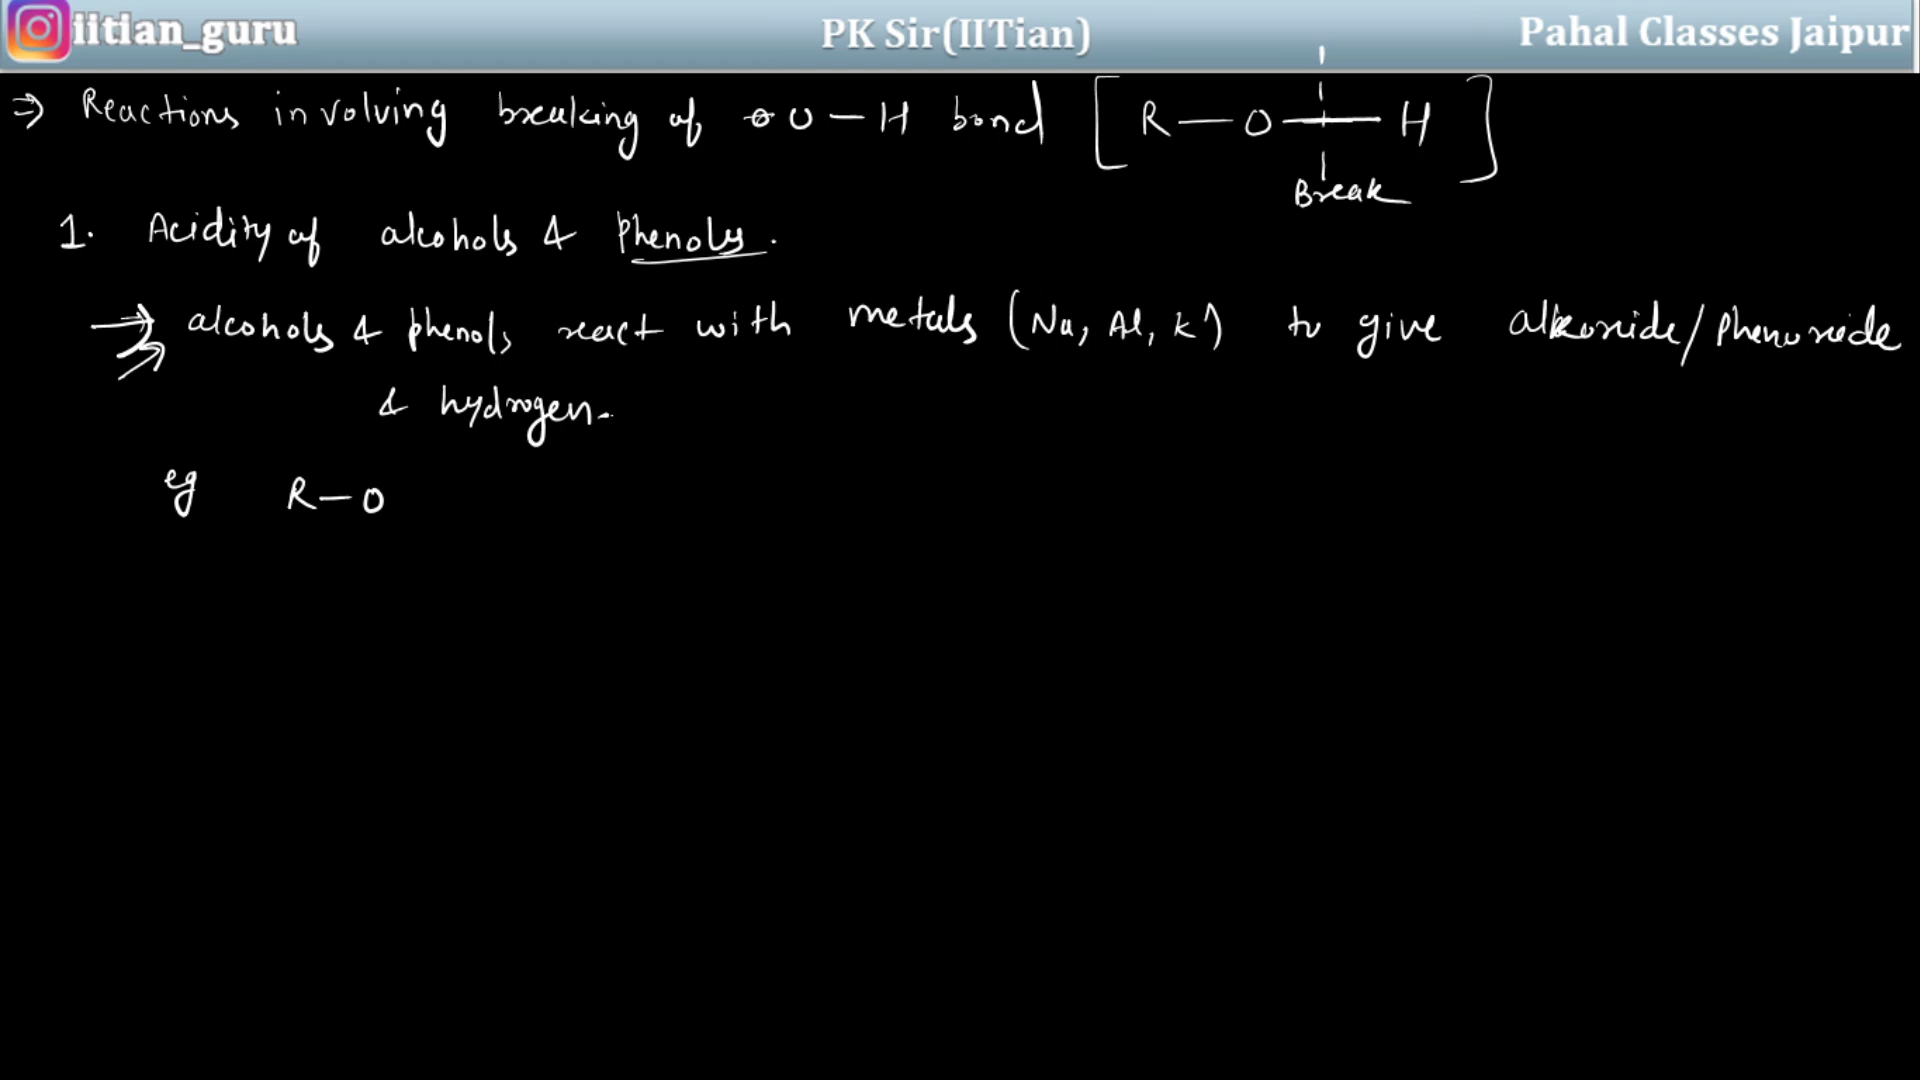 iitian_guru PK Sir(IITian) Pahal Classes Jaipur
⇒ Reactions involving breaking of O-H bond [R-O-H]
Break
1. Acidity of alcohols & Phenols.
→ alcohols & phenols react with metals (Na, Al, K) to give alkoxide/Phenoxide
& hydrogen.
eg R-O